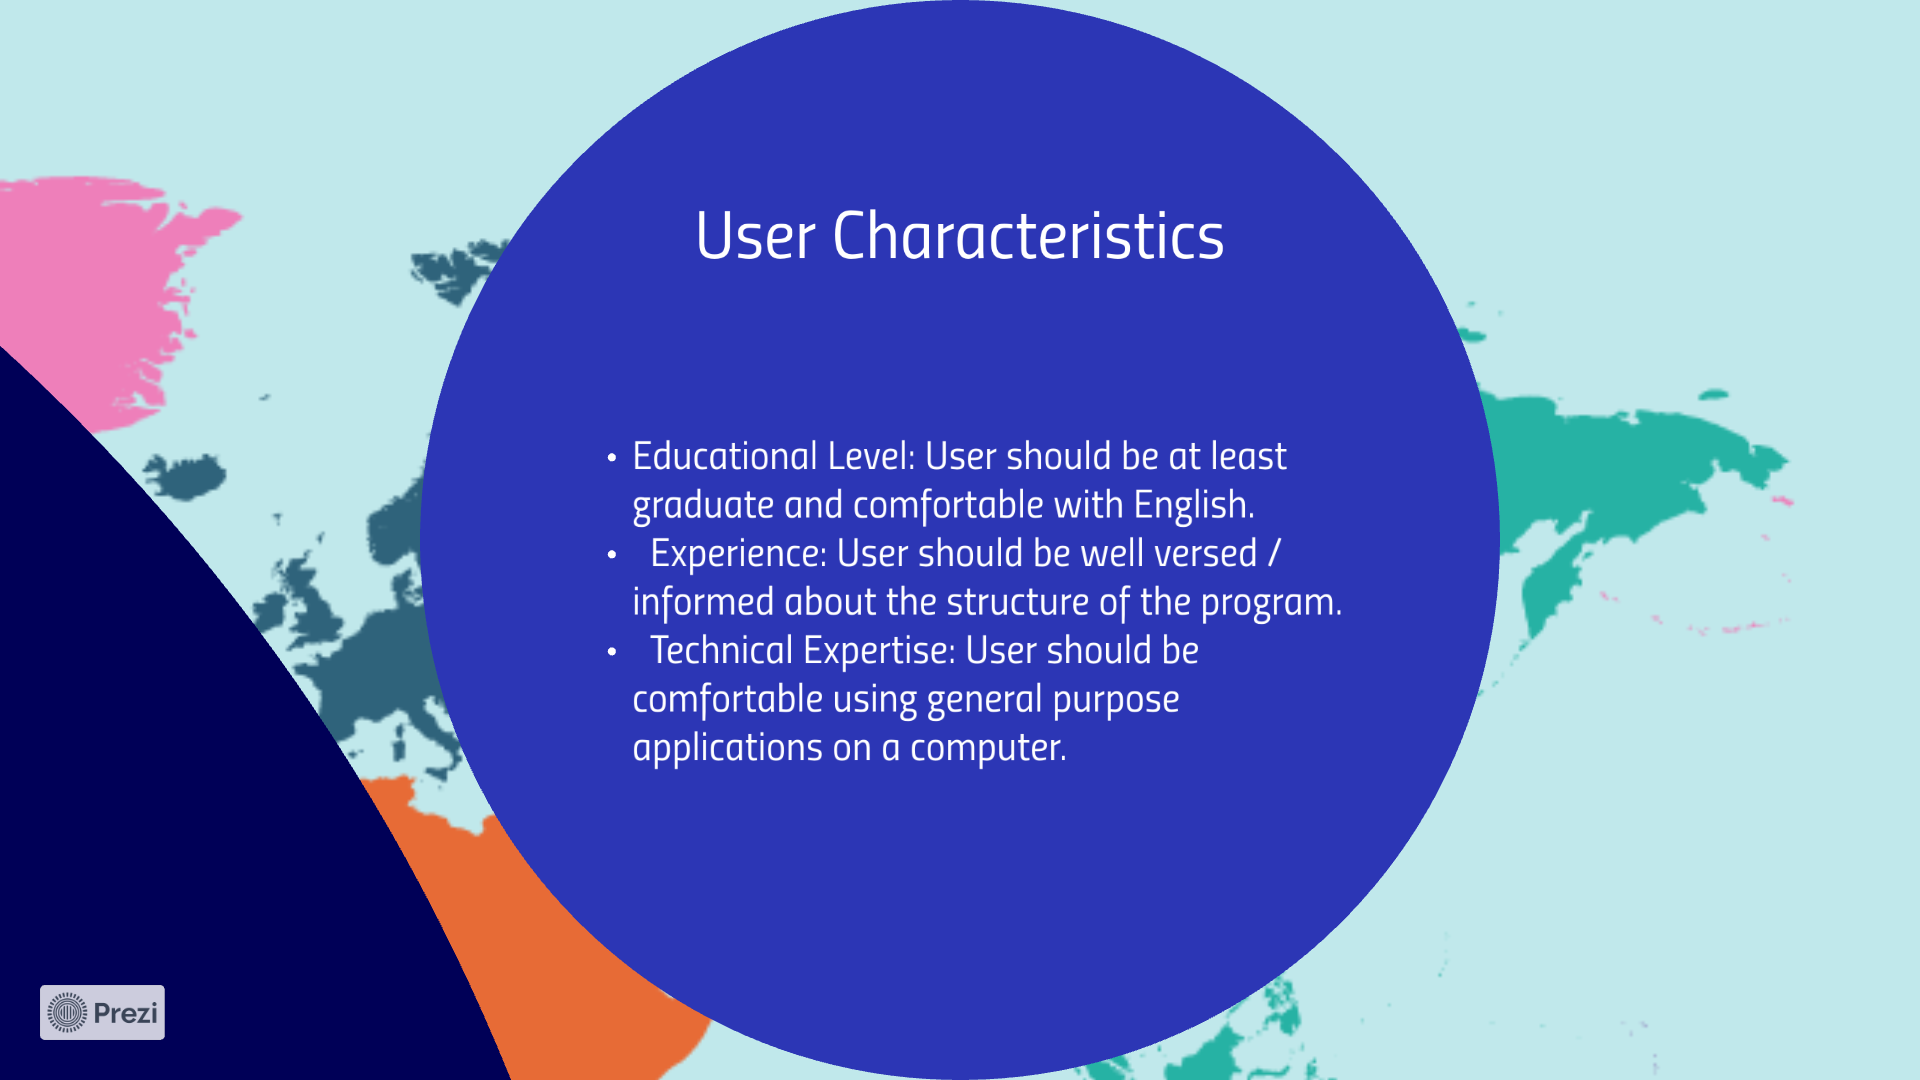 User Characteristics
• Educational Level: User should be at least
graduate and comfortable with English.
• Experience: User should be well versed /
informed about the structure of the program.
• Technical Expertise: User should be
comfortable using general purpose
applications on a computer.
Prezi